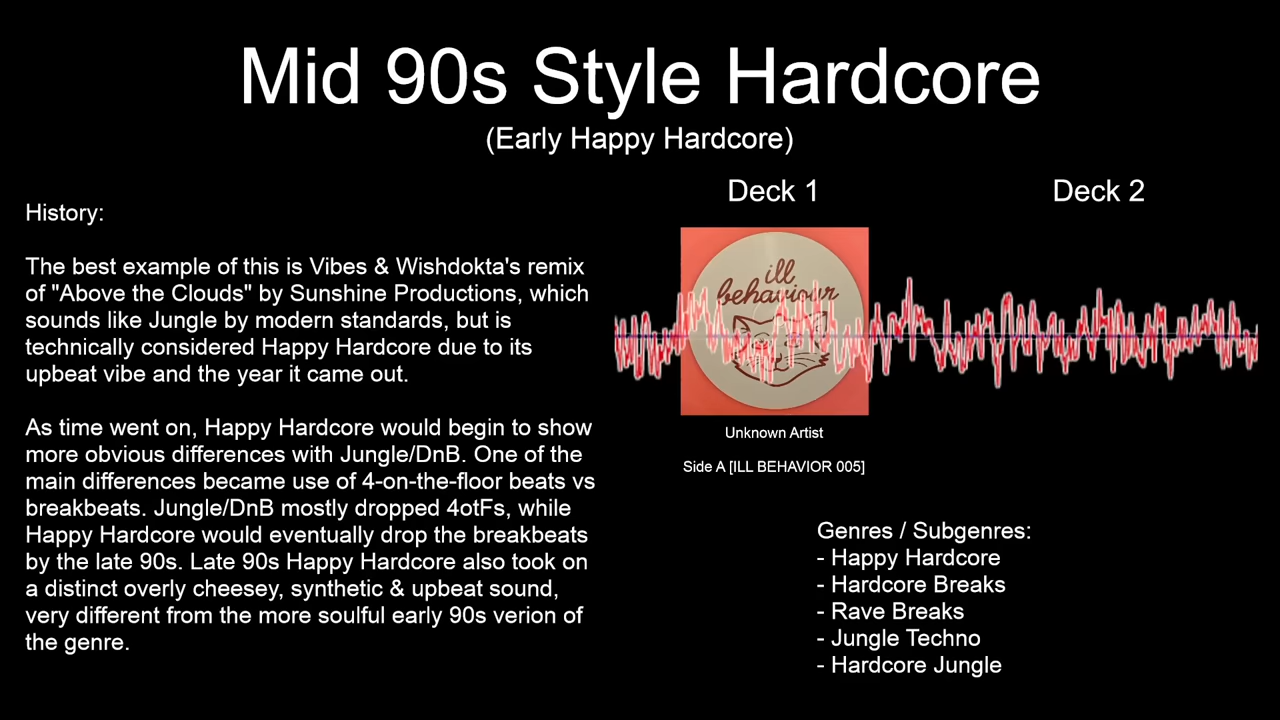 Mid 90s Style Hardcore
(Early Happy Hardcore)
History:
The best example of this is Vibes & Wishdokta's remix
of "Above the Clouds" by Sunshine Productions, which
sounds like Jungle by modern standards, but is
technically considered Happy Hardcore due to its
upbeat vibe and the year it came out.
As time went on, Happy Hardcore would begin to show
more obvious differences with Jungle/DnB. One of the
main differences became use of 4-on-the-floor beats vs
breakbeats. Jungle/DnB mostly dropped 4otFs, while
Happy Hardcore would eventually drop the breakbeats
by the late 90s. Late 90s Happy Hardcore also took on
a distinct overly cheesey, synthetic & upbeat sound,
very different from the more soulful early 90s verion of
the genre.
Deck 1
Deck 2
ill
behaviour
Unknown Artist
Side A [ILL BEHAVIOR 005]
Genres / Subgenres:
- Happy Hardcore
- Hardcore Breaks
- Rave Breaks
- Jungle Techno
- Hardcore Jungle